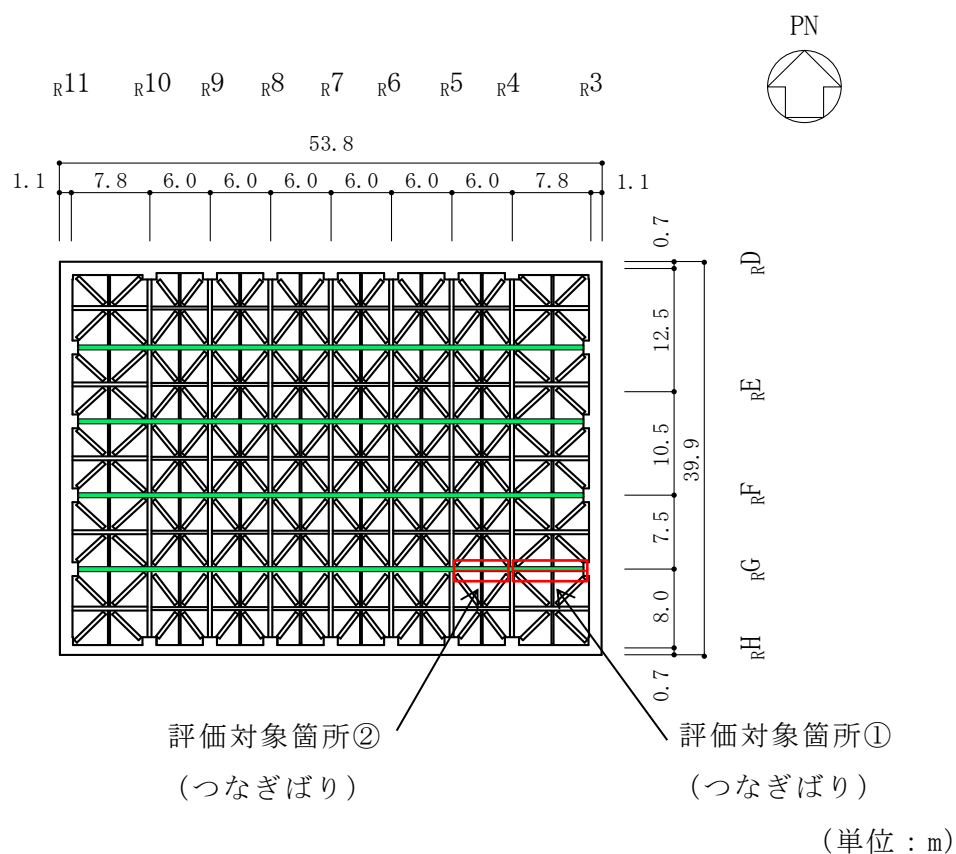 PN
R11 R10 R9 R8 R7 R6 R5 R4 R3
53.8
1.1 7.8 6.0 6.0 6.0 6.0 6.0 6.0 7.8 1.1
0.7
RD
12.5
RE
10.5
39.9
RF
7.5
RG
8.0
RH
0.7
評価対象箇所② 評価対象箇所①
(つなぎばり) (つなぎばり)
(単位：m)